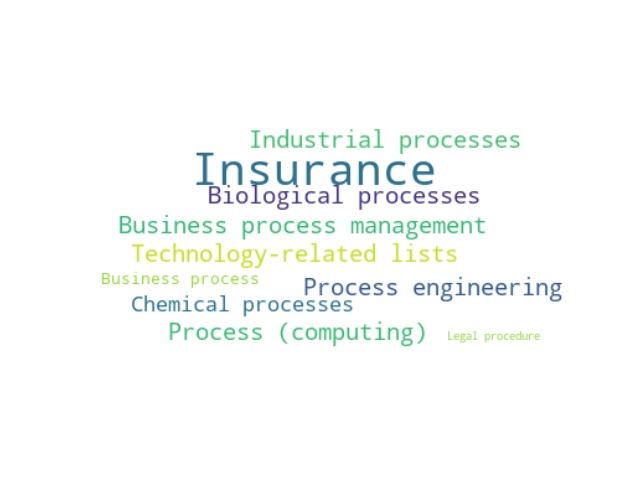 Industrial processes
Insurance
Biological processes
Business process management
Technology-related lists
Business process
Process engineering
Chemical processes
Process (computing)
Legal procedure